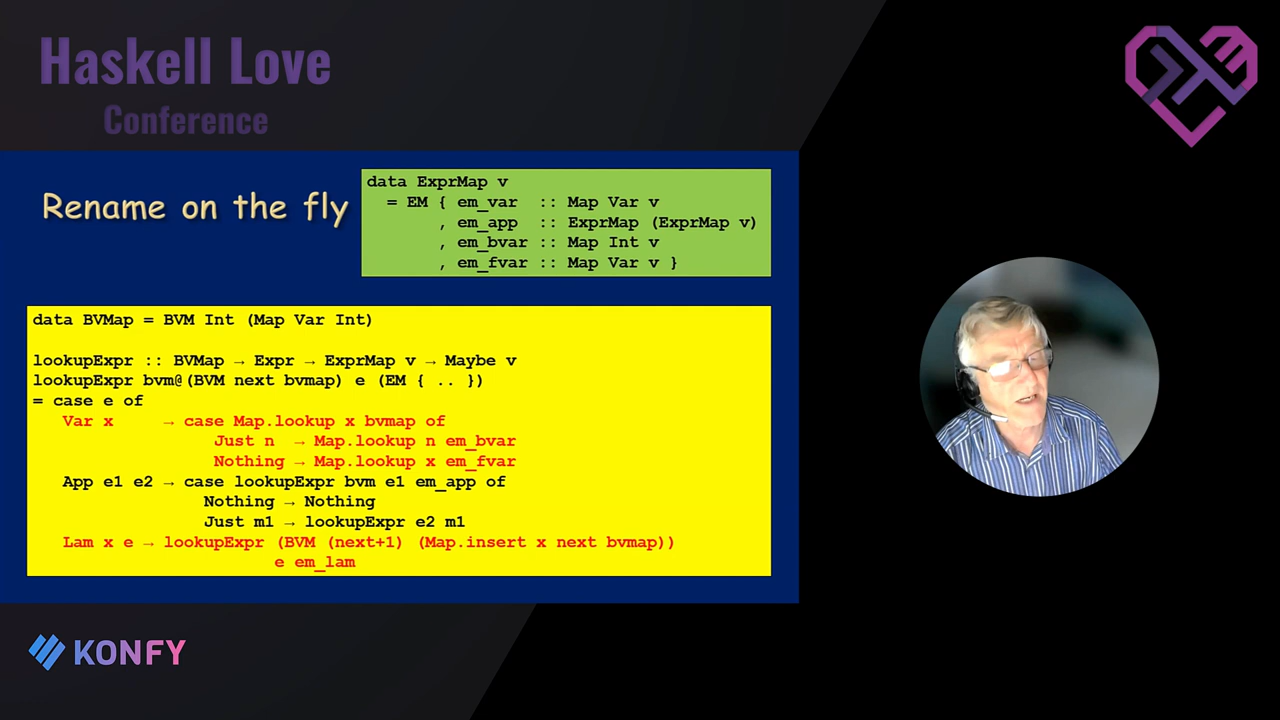 Haskell Love
Conference
Rename on the fly
data ExprMap v
= EM { em_var :: Map Var v
, em_app :: ExprMap (ExprMap v)
, em_bvar :: Map Int v
, em_fvar :: Map Var v }
data BVMap = BVM Int (Map Var Int)
lookupExpr :: BVMap → Expr → ExprMap v → Maybe v
lookupExpr bvm@(BVM next bvmap) e (EM { .. })
= case e of
Var x → case Map.lookup x bvmap of
Just n → Map.lookup n em_bvar
Nothing → Map.lookup x em_fvar
App e1 e2 → case lookupExpr bvm e1 em_app of
Nothing → Nothing
Just m1 → lookupExpr e2 m1
Lam x e → lookupExpr (BVM (next+1) (Map.insert x next bvmap))
e em_lam
KONFY